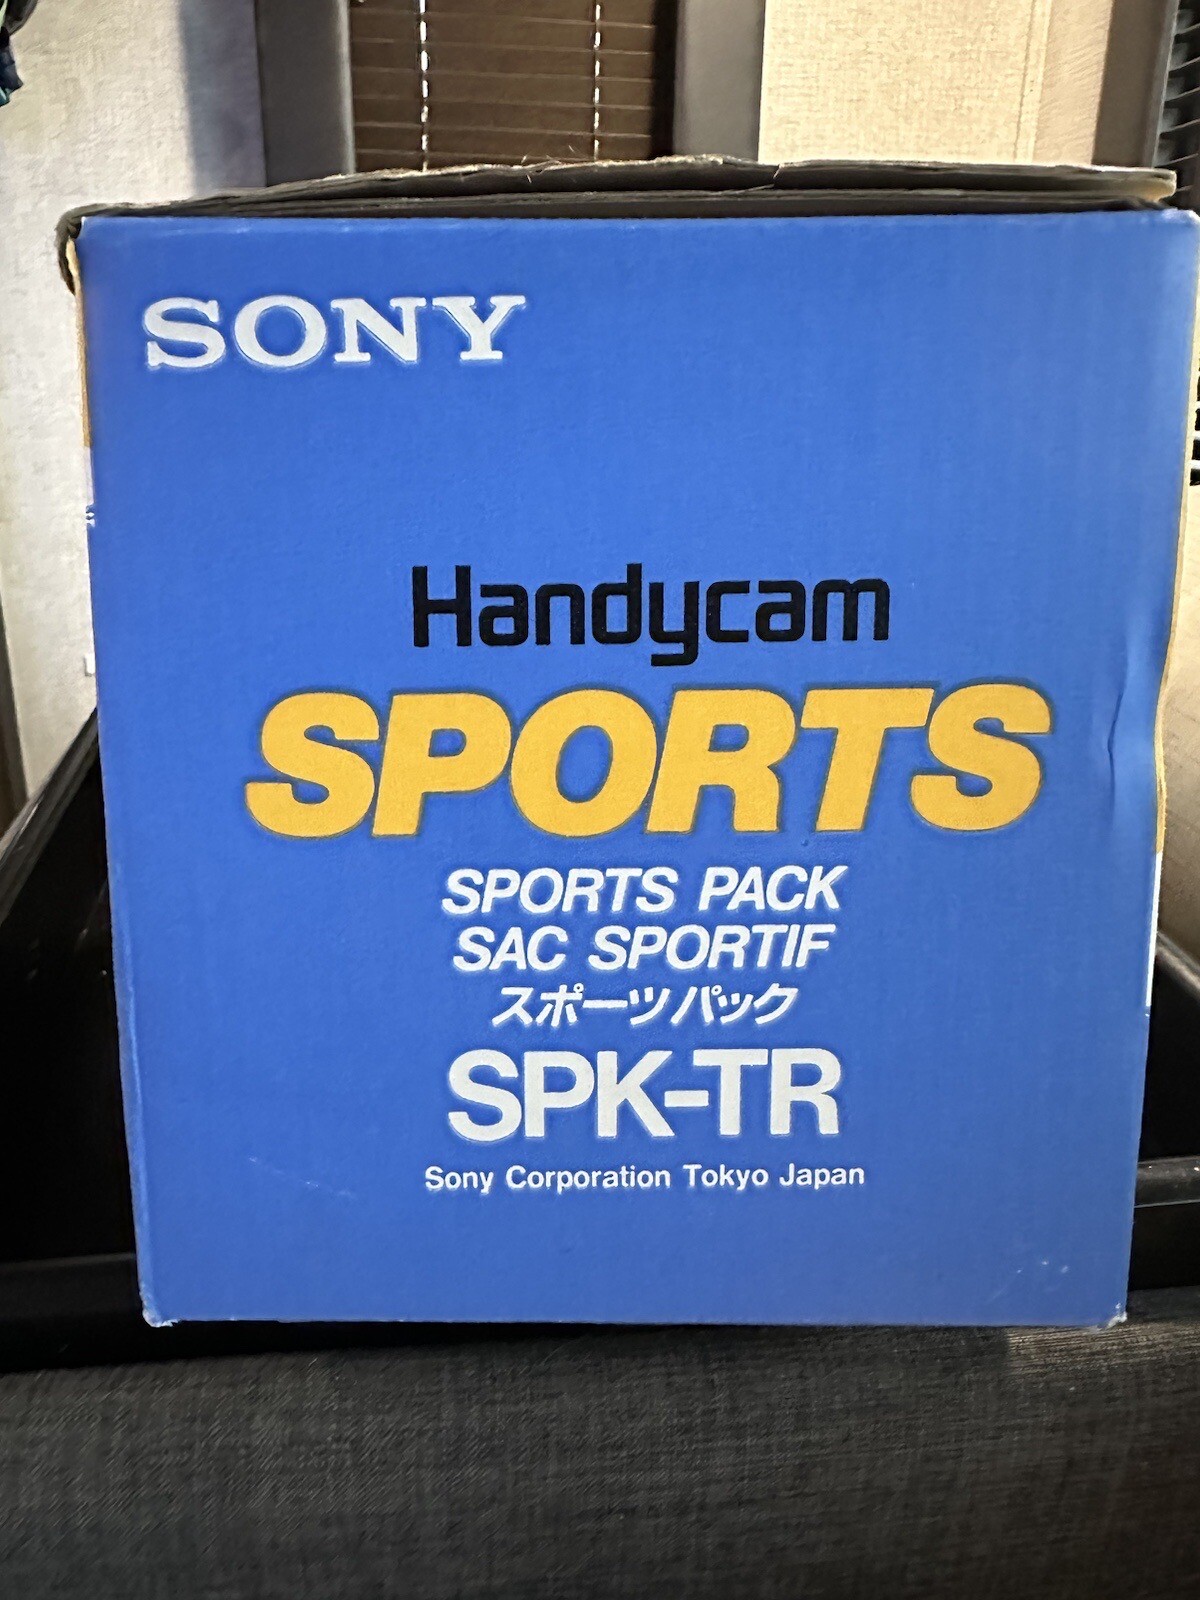 SONY
Handycam
SPORTS
SPORTS PACK
SAC SPORTIF
スポーツパック
SPK-TR
Sony Corporation Tokyo Japan